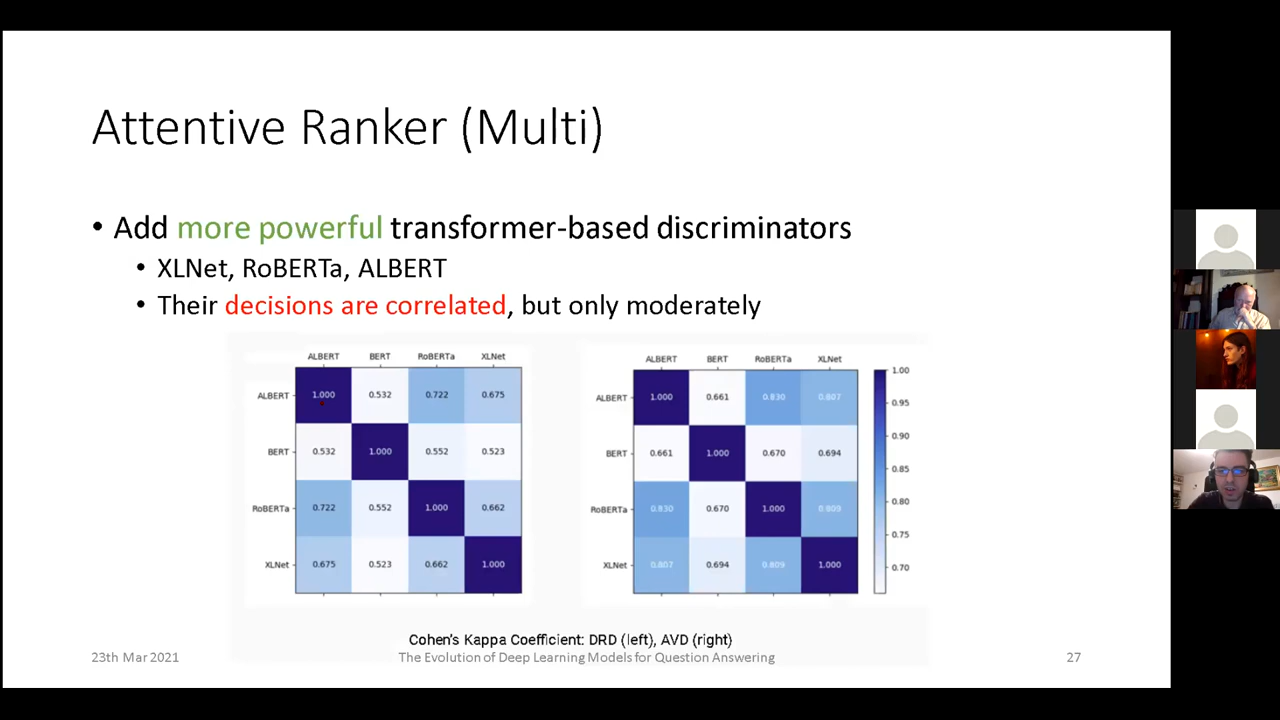 Attentive Ranker (Multi)
• Add more powerful transformer-based discriminators
• XLNet, RoBERTa, ALBERT
• Their decisions are correlated, but only moderately
ALBERT BERT RoBERTa XLNet
ALBERT 1.000 0.532 0.722 0.675
BERT 0.532 1.000 0.552 0.523
RoBERTa 0.722 0.552 1.000 0.662
XLNet 0.675 0.523 0.662 1.000
ALBERT BERT RoBERTa XLNet
ALBERT 1.000 0.661 0.830 0.807
BERT 0.661 1.000 0.670 0.694
RoBERTa 0.830 0.670 1.000 0.809
XLNet 0.807 0.694 0.809 1.000
1.00
0.95
0.90
0.85
0.80
0.75
0.70
Cohen's Kappa Coefficient: DRD (left), AVD (right)
23th Mar 2021
The Evolution of Deep Learning Models for Question Answering
27